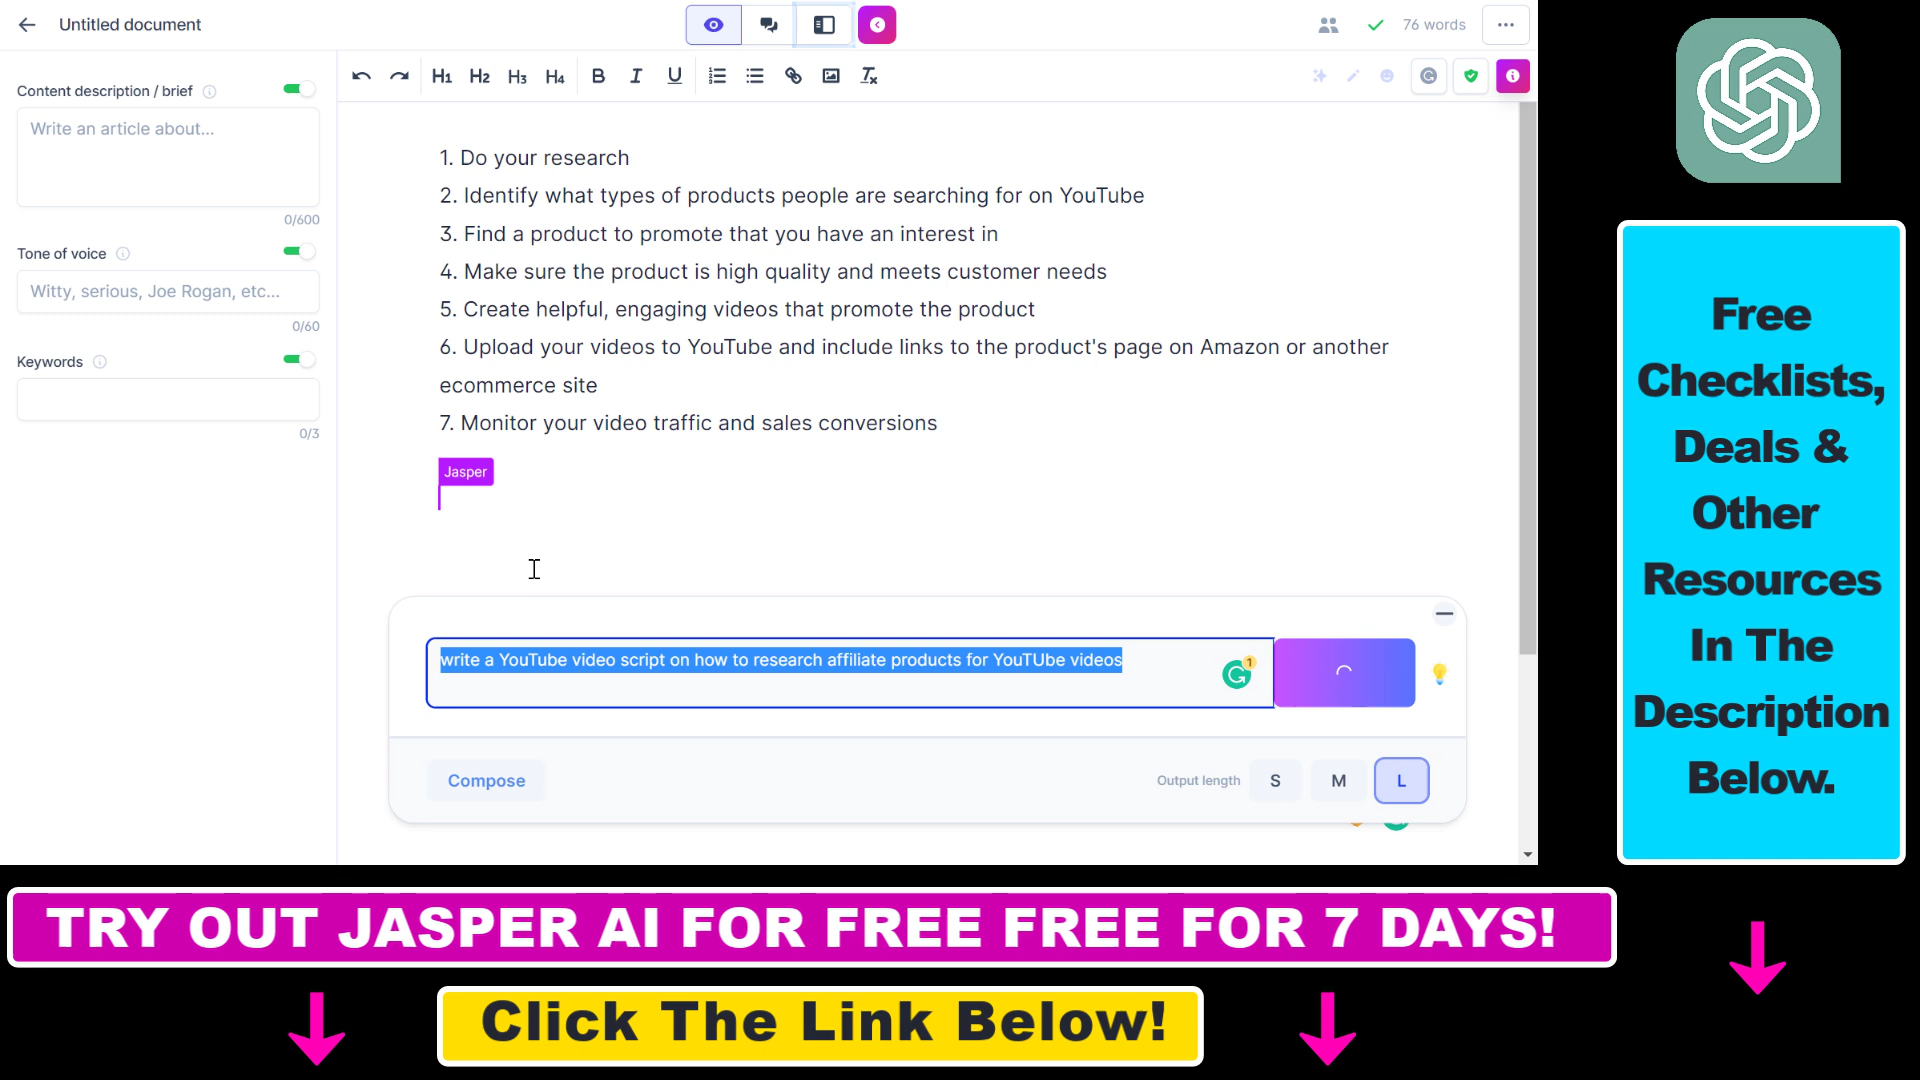 Untitled document
76 words
H1 H2 H3 H4 B I U
Content description / brief
Write an article about...
0/600
Tone of voice
Witty, serious, Joe Rogan, etc...
0/60
Keywords
0/3
1. Do your research
2. Identify what types of products people are searching for on YouTube
3. Find a product to promote that you have an interest in
4. Make sure the product is high quality and meets customer needs
5. Create helpful, engaging videos that promote the product
6. Upload your videos to YouTube and include links to the product's page on Amazon or another
ecommerce site
7. Monitor your video traffic and sales conversions
Jasper
write a YouTube video script on how to research affiliate products for YouTUbe videos
1
Compose
Output length S M L
Free
Checklists,
Deals &
Other
Resources
In The
Description
Below.
TRY OUT JASPER AI FOR FREE FREE FOR 7 DAYS!
Click The Link Below!